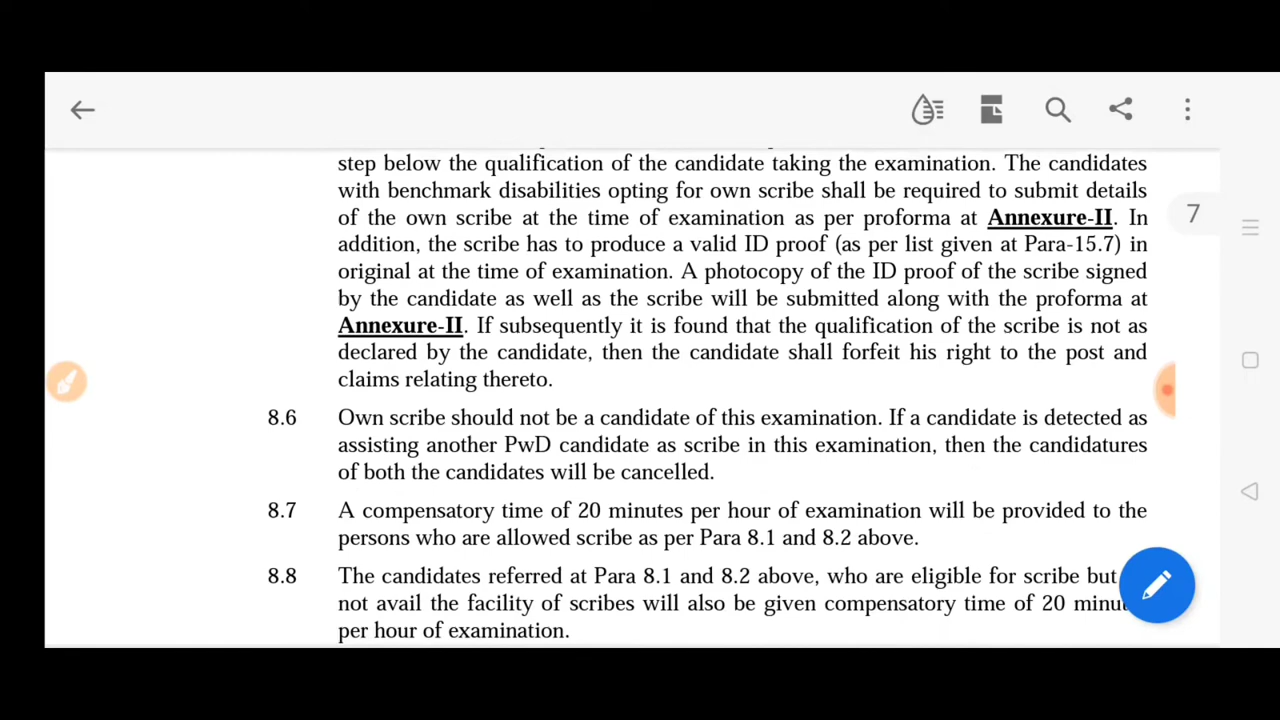 step below the qualification of the candidate taking the examination. The candidates
7
with benchmark disabilities opting for own scribe shall be required to submit details
of the own scribe at the time of examination as per proforma at Annexure-II. In
addition, the scribe has to produce a valid ID proof (as per list given at Para-15.7) in
original at the time of examination. A photocopy of the ID proof of the scribe signed
by the candidate as well as the scribe will be submitted along with the proforma at
Annexure-II. If subsequently it is found that the qualification of the scribe is not as
declared by the candidate, then the candidate shall forfeit his right to the post and
claims relating thereto.
8.6 Own scribe should not be a candidate of this examination. If a candidate is detected as
assisting another PwD candidate as scribe in this examination, then the candidatures
of both the candidates will be cancelled.
8.7 A compensatory time of 20 minutes per hour of examination will be provided to the
persons who are allowed scribe as per Para 8.1 and 8.2 above.
8.8 The candidates referred at Para 8.1 and 8.2 above, who are eligible for scribe but
not avail the facility of scribes will also be given compensatory time of 20
per hour of examination.